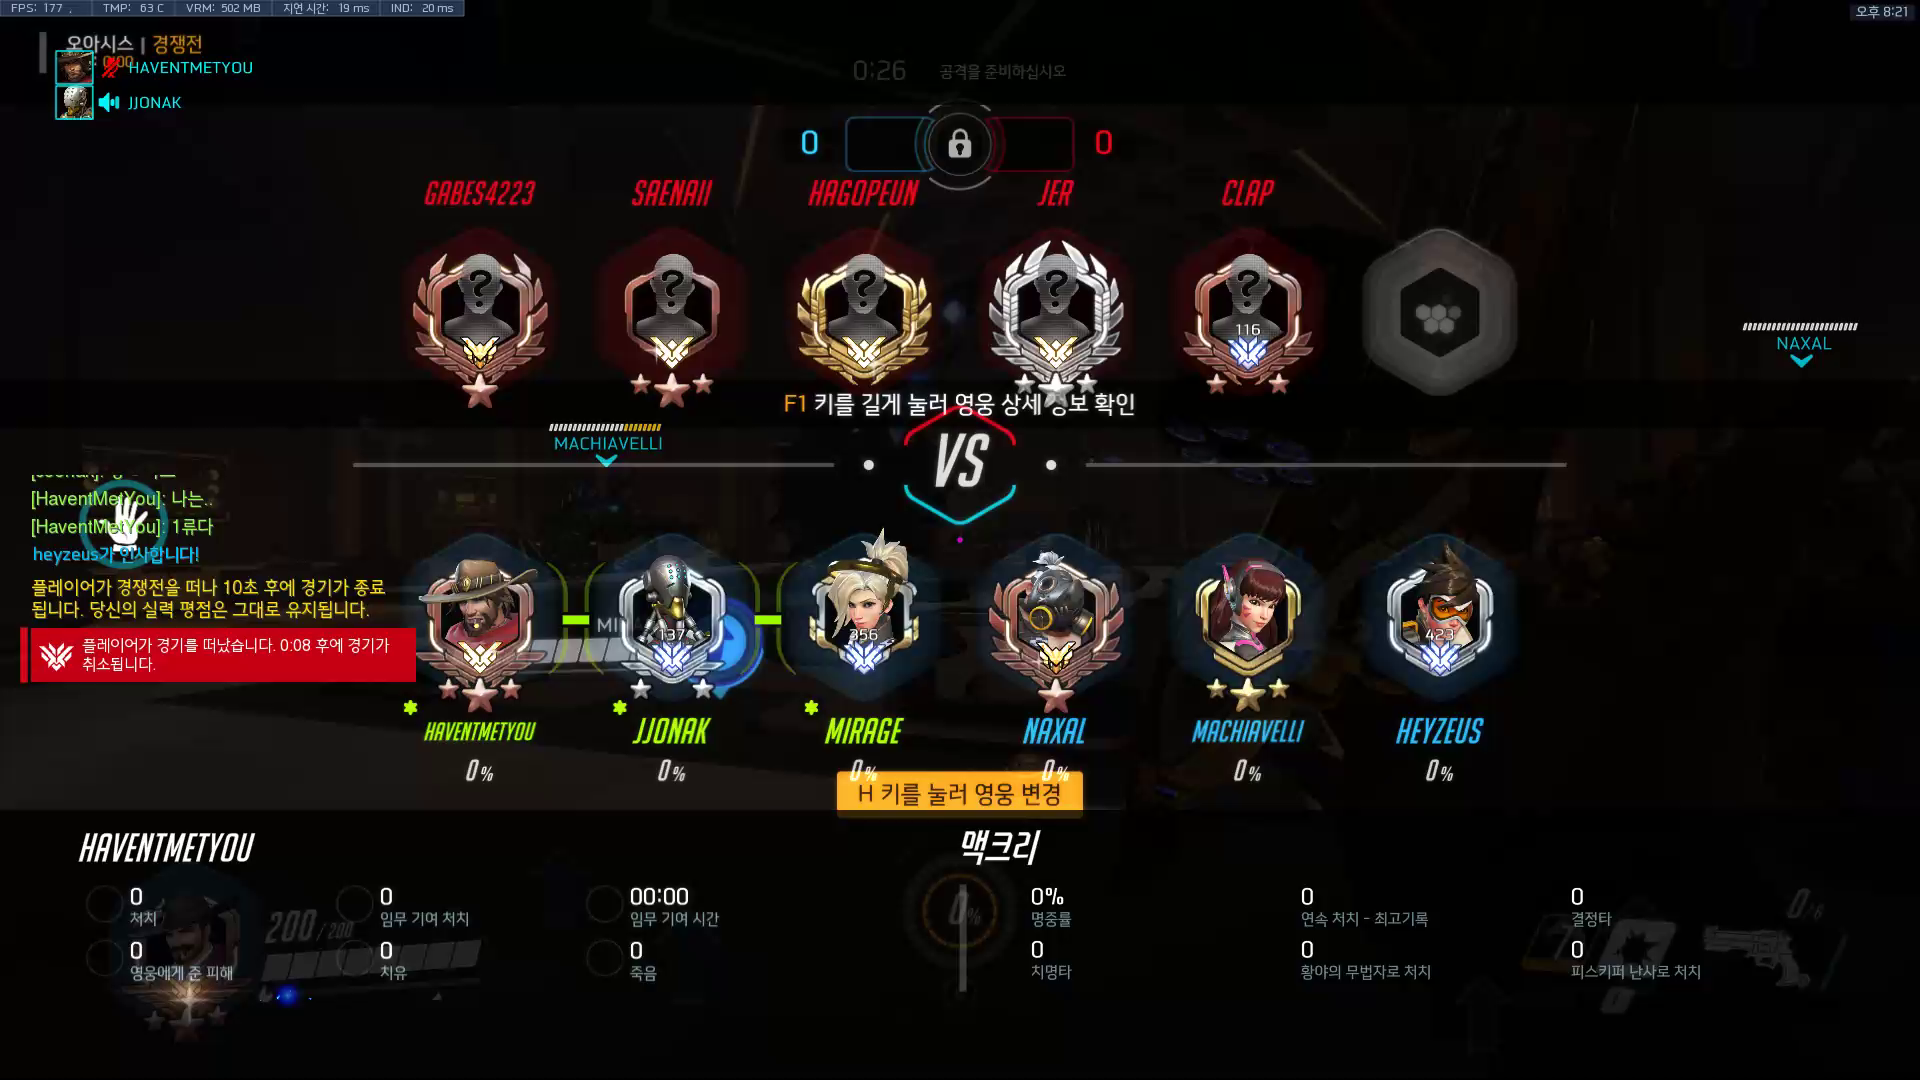 FPS: 177 , TMP: 63 C VRM: 502 MB 지연 시간: 19 ms IND: 20 ms
오후 8:21
오아시스 | 경쟁전
HAVENTMETYOU
JJONAK
0:26 공격을 준비하십시오
0 0
GABES4223 SAENAII HAGOPEUN JER CLAP
116
NAXAL
F1 키를 길게 눌러 영웅 상세 정보 확인
MACHIAVELLI
VS
[HaventMetYou]: 나는..
[HaventMetYou]: 1류다
heyzeus가 인사합니다!
플레이어가 경쟁전을 떠나 10초 후에 경기가 종료
됩니다. 당신의 실력 평점은 그대로 유지됩니다.
플레이어가 경기를 떠났습니다. 0:08 후에 경기가
취소됩니다.
137 356 423
HAVENTMETYOU JJONAK MIRAGE NAXAL MACHIAVELLI HEYZEUS
0% 0% 0% 0% 0% 0%
H 키를 눌러 영웅 변경
HAVENTMETYOU 맥크리
0 0 00:00 0% 0 0
처치 임무 기여 처치 임무 기여 시간 명중률 연속 처치 - 최고기록 결정타
200/200
0 0 0 0 0 0
영웅에게 준 피해 치유 죽음 치명타 황야의 무법자로 처치 피스키퍼 난사로 처치